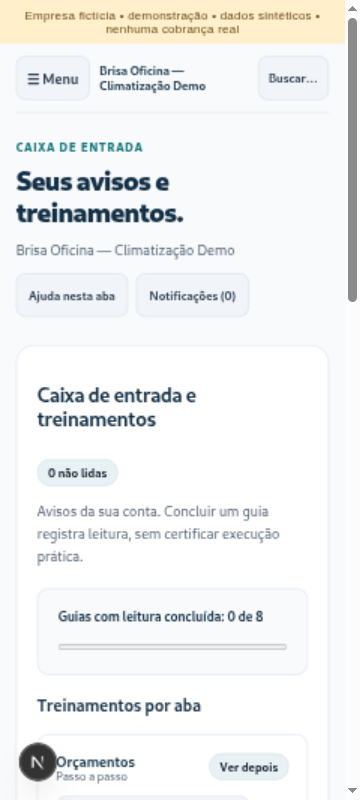 Empresa fictícia • demonstração • dados sintéticos •
nenhuma cobrança real
☰ Menu
Brisa Oficina —
Climatização Demo
Buscar...
CAIXA DE ENTRADA
Seus avisos e
treinamentos.
Brisa Oficina — Climatização Demo
Ajuda nesta aba
Notificações (0)
Caixa de entrada e
treinamentos
0 não lidas
Avisos da sua conta. Concluir um guia
registra leitura, sem certificar execução
prática.
Guias com leitura concluída: 0 de 8
Treinamentos por aba
N
Orçamentos
Passo a passo
Ver depois